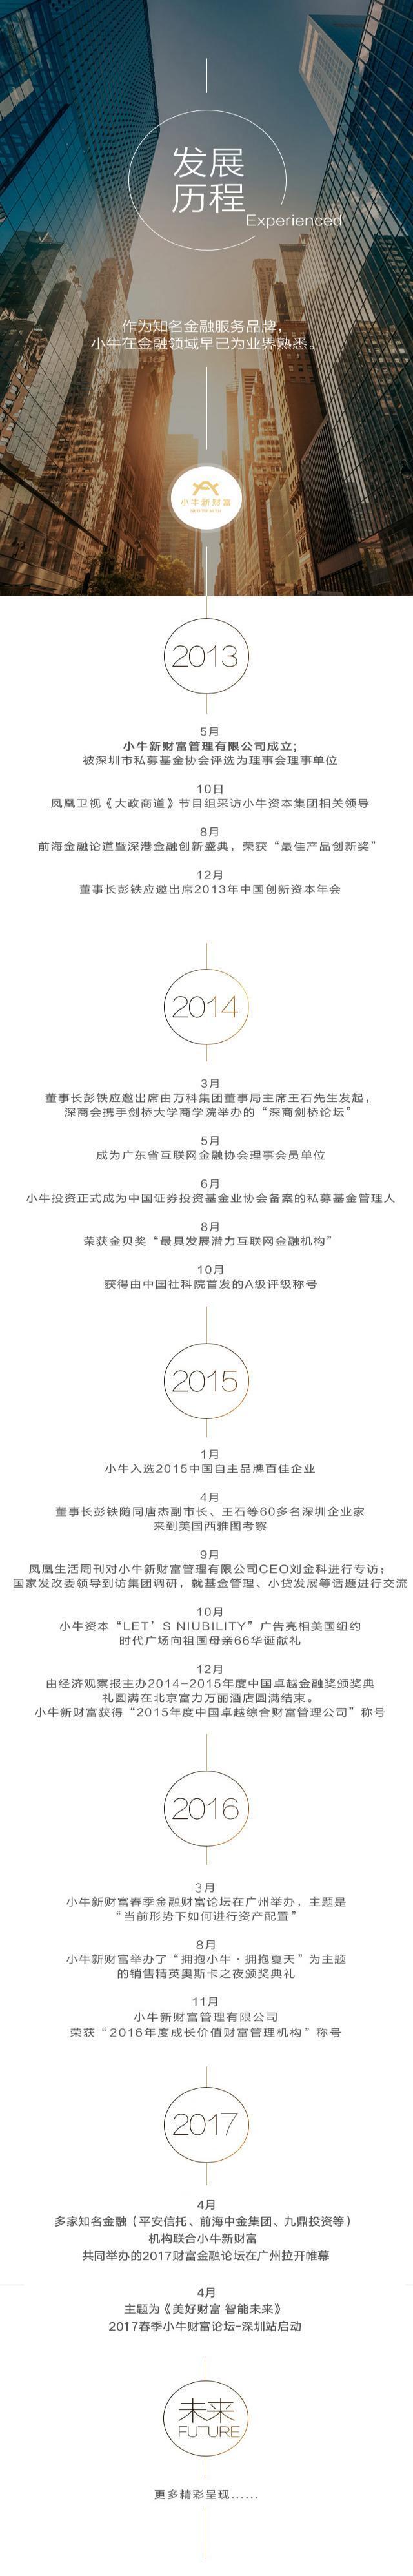 发展
历程
Experienced
作为知名金融服务品牌，
小牛在金融领域早已为业界熟悉。
小牛新财富
2013
5月
小牛新财富管理有限公司成立；
被深圳市私募基金协会评选为理事会理事单位
10日
凤凰卫视《大政商道》节目组采访小牛资本集团相关领导
8月
前海金融论道暨深港金融创新盛典，荣获“最佳产品创新奖”
12月
董事长彭铁应邀出席2013年中国创新资本年会
2014
3月
董事长彭铁应邀出席由万科集团董事局主席王石先生发起，
深商会携手剑桥大学商学院举办的“深商剑桥论坛”
5月
成为广东省互联网金融协会理事会员单位
6月
小牛投资正式成为中国证券投资基金业协会备案的私募基金管理人
8月
荣获金贝奖“最具发展潜力互联网金融机构”
10月
获得由中国社科院首发的A级评级称号
2015
1月
小牛入选2015中国自主品牌百佳企业
4月
董事长彭铁随同唐杰副市长、王石等60多名深圳企业家
来到美国西雅图考察
9月
凤凰生活周刊对小牛新财富管理有限公司CEO刘金科进行专访；
国家发改委领导到访集团调研，就基金管理、小贷发展等话题进行交流
10月
小牛资本“LET’S NIUBILITY”广告亮相美国纽约
时代广场向祖国母亲66华诞献礼
12月
由经济观察报主办2014-2015年度中国卓越金融奖颁奖典
礼圆满在北京富力万丽酒店圆满结束。
小牛新财富获得“2015年度中国卓越综合财富管理公司”称号
2016
3月
小牛新财富春季金融财富论坛在广州举办，主题是
“当前形势下如何进行资产配置”
8月
小牛新财富举办了“拥抱小牛·拥抱夏天”为主题
的销售精英奥斯卡之夜颁奖典礼
11月
小牛新财富管理有限公司
荣获“2016年度成长价值财富管理机构”称号
2017
4月
多家知名金融（平安信托、前海中金集团、九鼎投资等）
机构联合小牛新财富
共同举办的2017财富金融论坛在广州拉开帷幕
4月
主题为《美好财富 智能未来》
2017春季小牛财富论坛-深圳站启动
未来
FUTURE
更多精彩呈现……